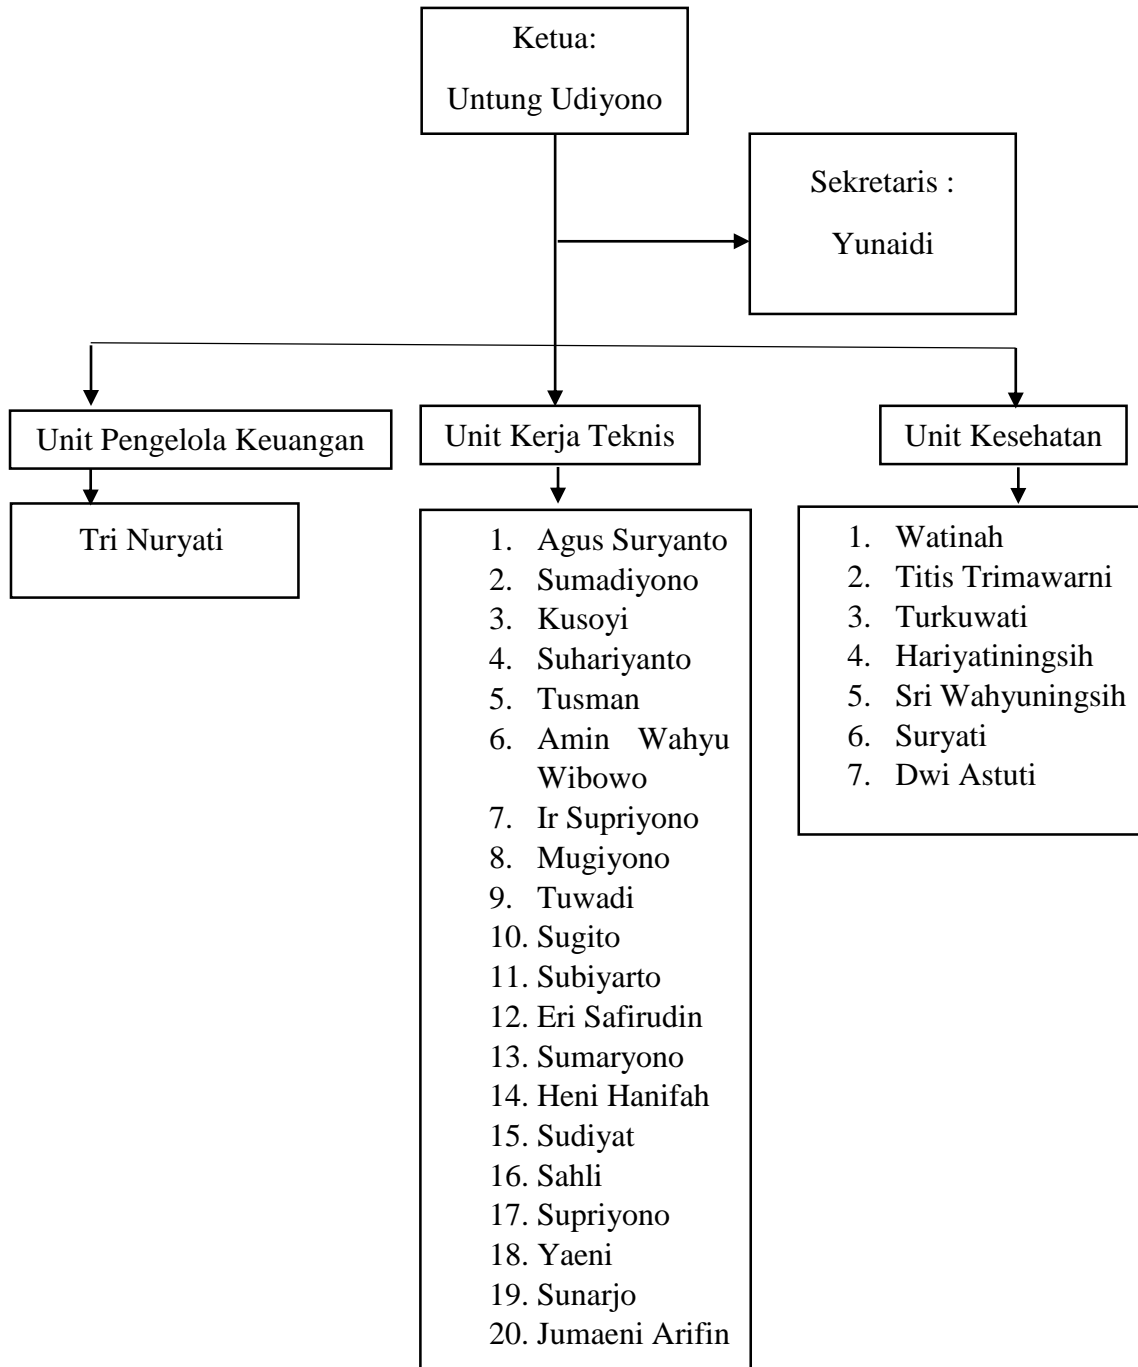 Ketua:
Untung Udiyono
Sekretaris :
Yunaidi
Unit Pengelola Keuangan
Unit Kerja Teknis
Unit Kesehatan
Tri Nuryati
1. Agus Suryanto
2. Sumadiyono
3. Kusoyi
4. Suhariyanto
5. Tusman
6. Amin Wahyu
Wibowo
7. Ir Supriyono
8. Mugiyono
9. Tuwadi
10. Sugito
11. Subiyarto
12. Eri Safirudin
13. Sumaryono
14. Heni Hanifah
15. Sudiyat
16. Sahli
17. Supriyono
18. Yaeni
19. Sunarjo
20. Jumaeni Arifin
1. Watinah
2. Titis Trimawarni
3. Turkuwati
4. Hariyatiningsih
5. Sri Wahyuningsih
6. Suryati
7. Dwi Astuti